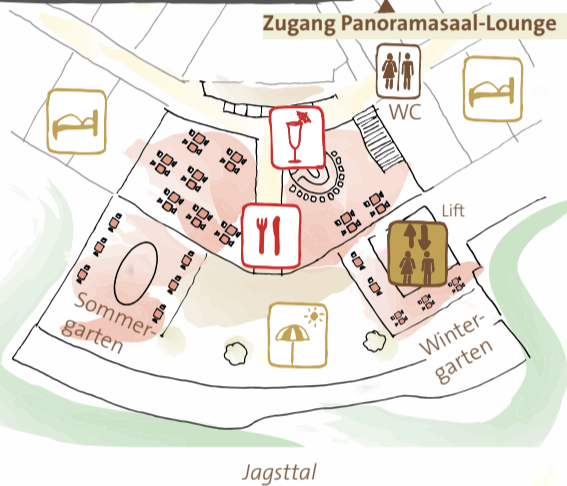 Zugang Panoramasaal-Lounge
WC
Lift
Sommer-
garten
Winter-
garten
Jagsttal